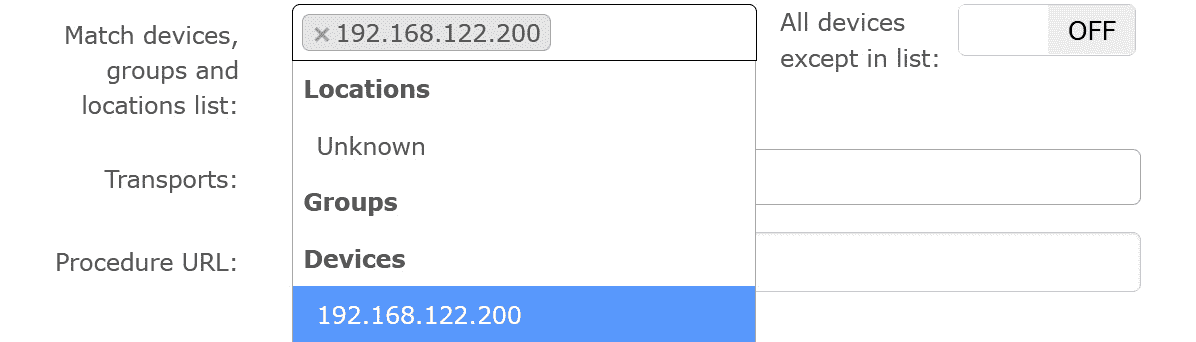 Match devices,
groups and
locations list:
× 192.168.122.200
All devices
except in list:
OFF
Locations
Unknown
Transports:
Groups
Procedure URL:
Devices
192.168.122.200